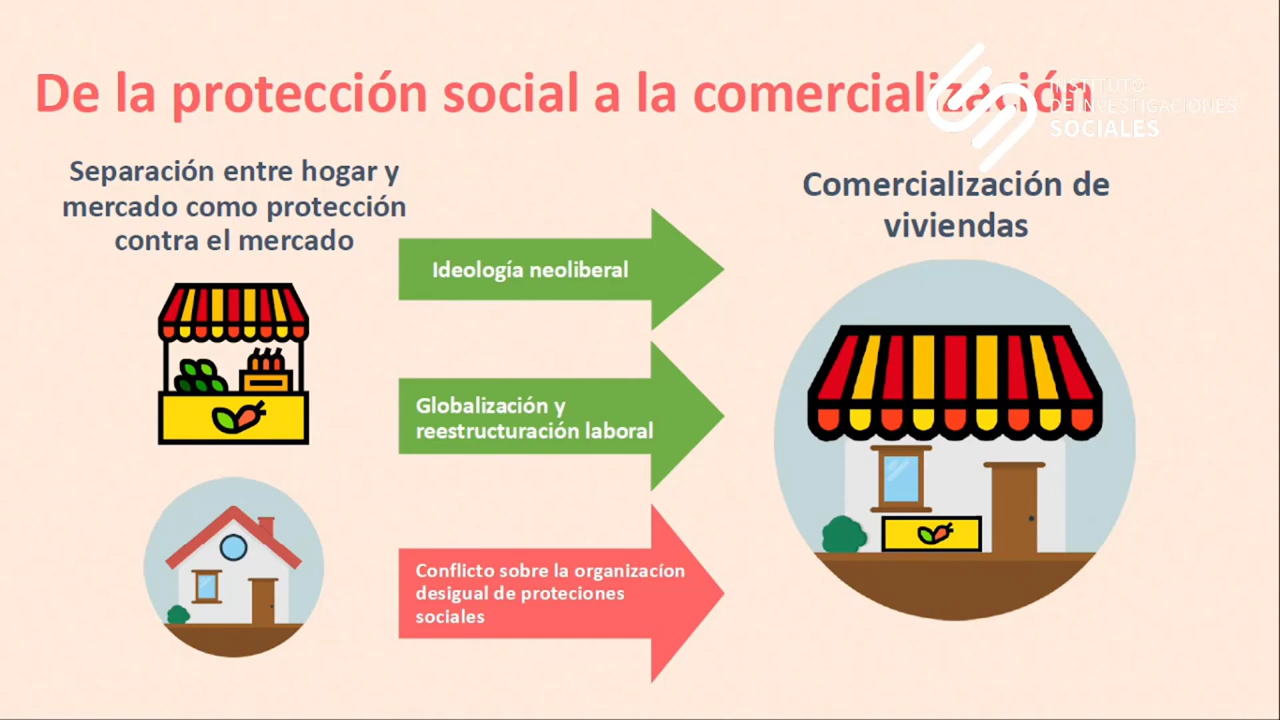 De la protección social a la comercialización
INSTITUTO
DE INVESTIGACIONES
SOCIALES
Separación entre hogar y
mercado como protección
contra el mercado
Ideología neoliberal
Globalización y
reestructuración laboral
Conflicto sobre la organizacíon
desigual de proteciones
sociales
Comercialización de
viviendas